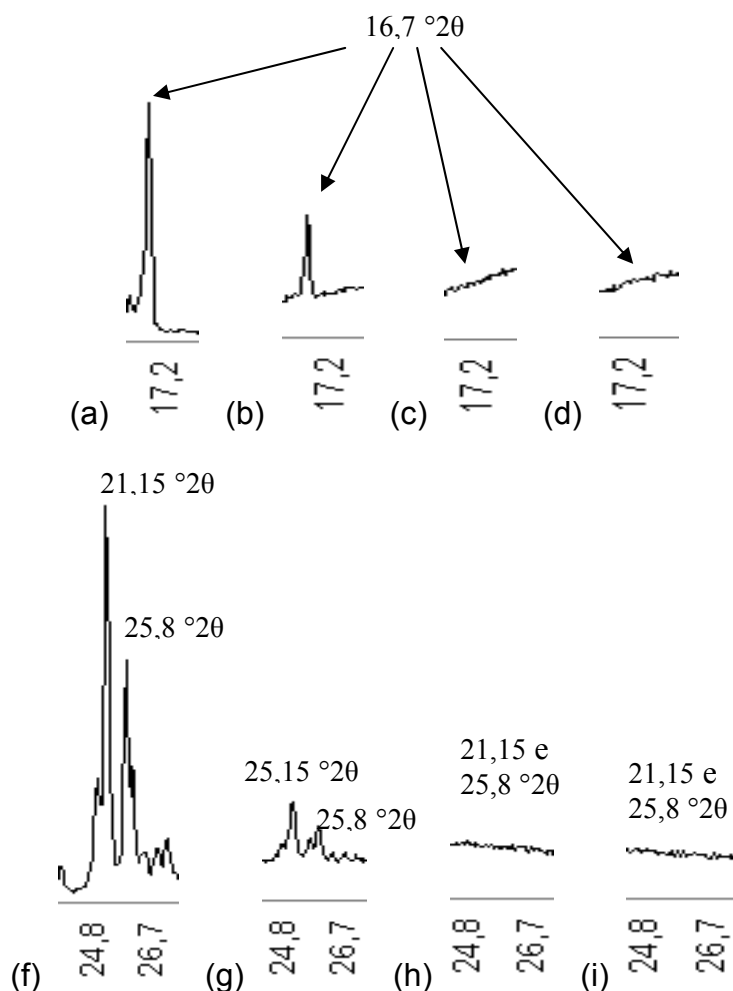 16,7 °2θ
17,2
17,2
17,2
17,2
(a)
(b)
(c)
(d)
21,15 °2θ
25,8 °2θ
25,15 °2θ
25,8 °2θ
21,15 e
25,8 °2θ
21,15 e
25,8 °2θ
24,8
26,7
24,8
26,7
24,8
26,7
24,8
26,7
(f)
(g)
(h)
(i)